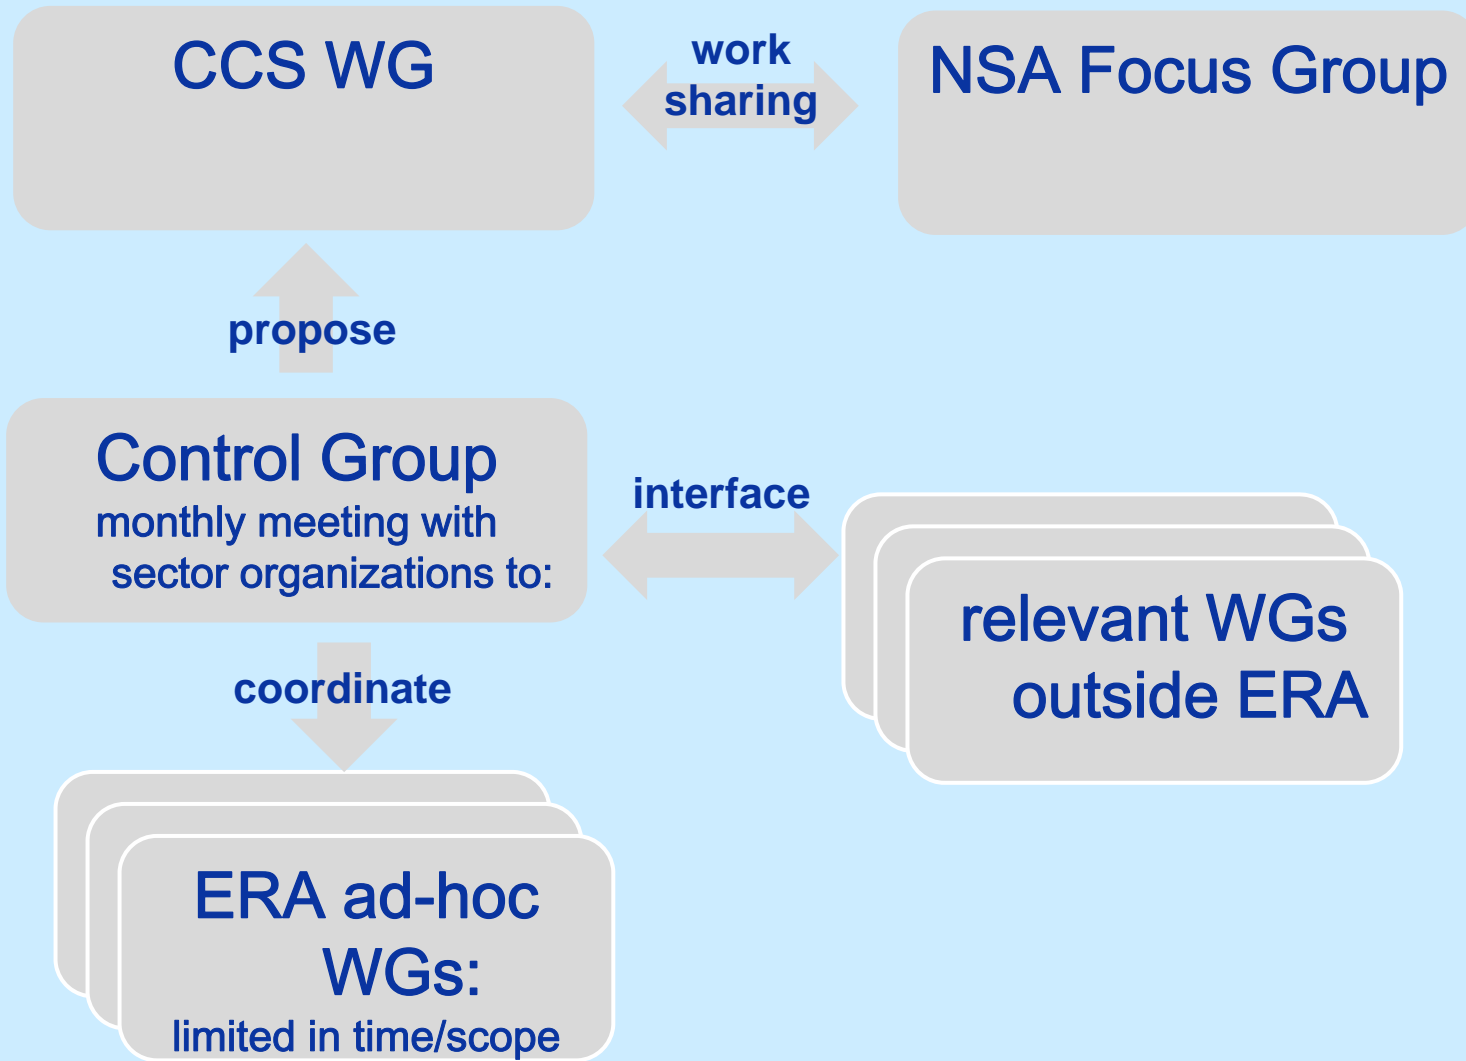 CCS WG
work
sharing
NSA Focus Group
propose
Control Group
monthly meeting with
sector organizations to:
interface
relevant WGs
outside ERA
coordinate
ERA ad-hoc
WGs:
limited in time/scope